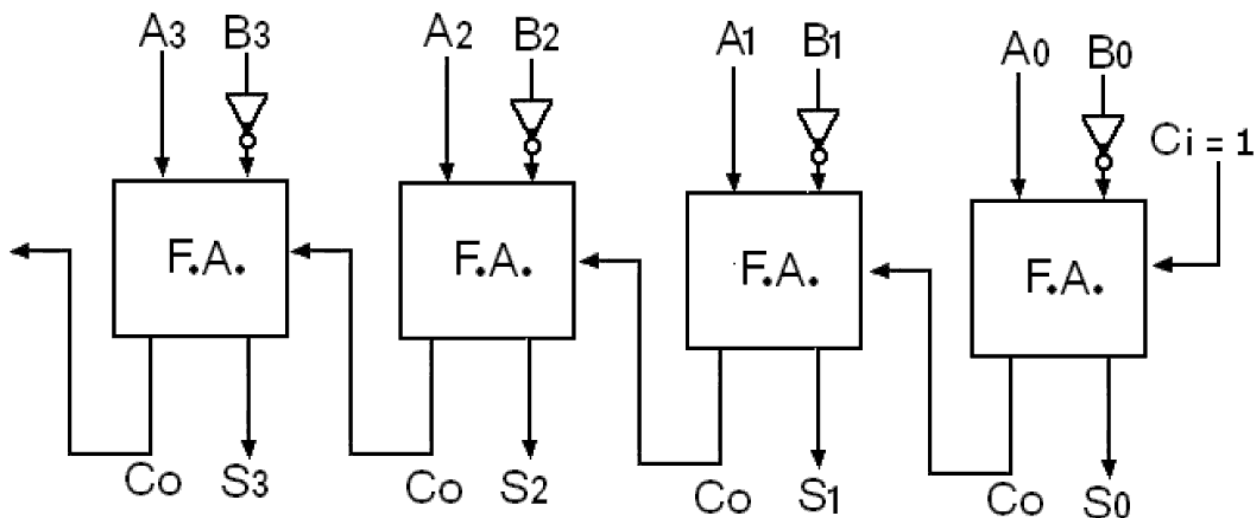 A3 B3 A2 B2 A1 B1 A0 B0
Ci = 1
F.A. F.A. F.A. F.A.
Co S3 Co S2 Co S1 Co S0